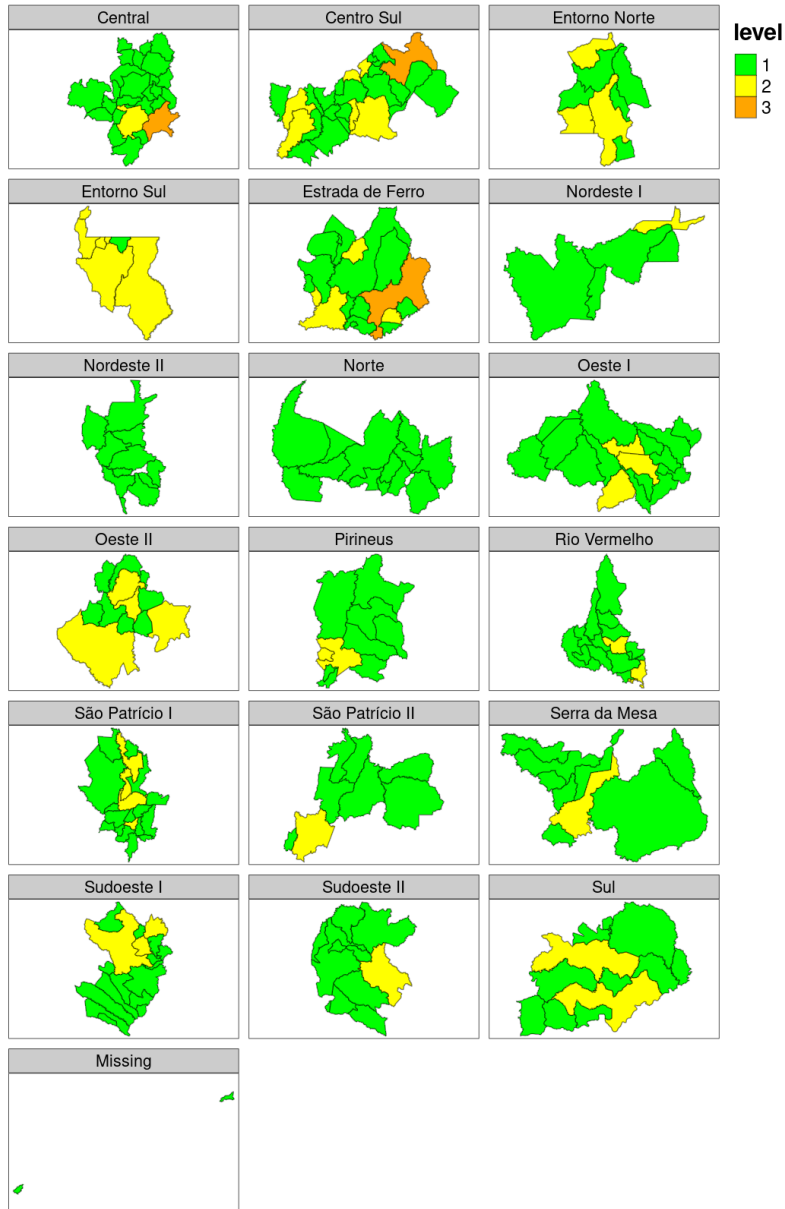 Central
Centro Sul
Entorno Norte
level
1
2
3
Entorno Sul
Estrada de Ferro
Nordeste I
Nordeste II
Norte
Oeste I
Oeste II
Pirineus
Rio Vermelho
São Patrício I
São Patrício II
Serra da Mesa
Sudoeste I
Sudoeste II
Sul
Missing